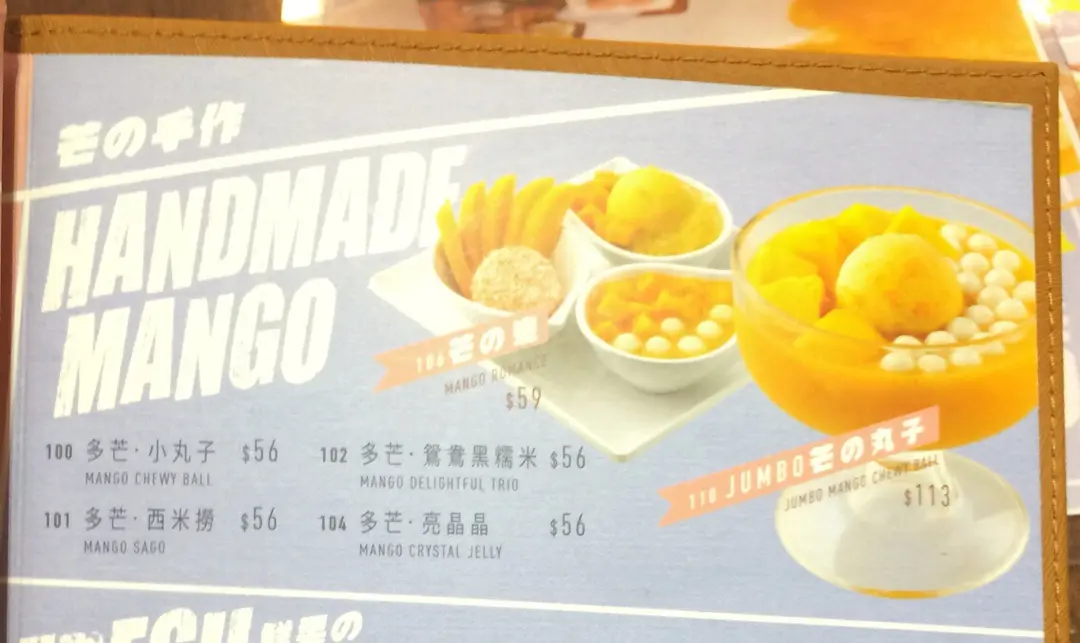 芒の手作
HANDMADE
MANGO
106 芒の戀
MANGO ROMANCE
$59
100 多芒·小丸子 $56
MANGO CHEWY BALL
102 多芒·鴛鴦黑糯米 $56
MANGO DELIGHTFUL TRIO
101 多芒·西米撈 $56
MANGO SAGO
104 多芒·亮晶晶 $56
MANGO CRYSTAL JELLY
110 JUMBO芒の丸子
JUMBO MANGO CHEWY BALL
$113